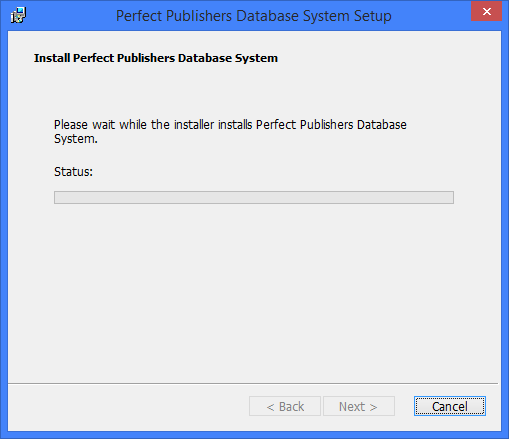 Perfect Publishers Database System Setup
Install Perfect Publishers Database System
Please wait while the installer installs Perfect Publishers Database
System.
Status:
< Back
Next >
Cancel